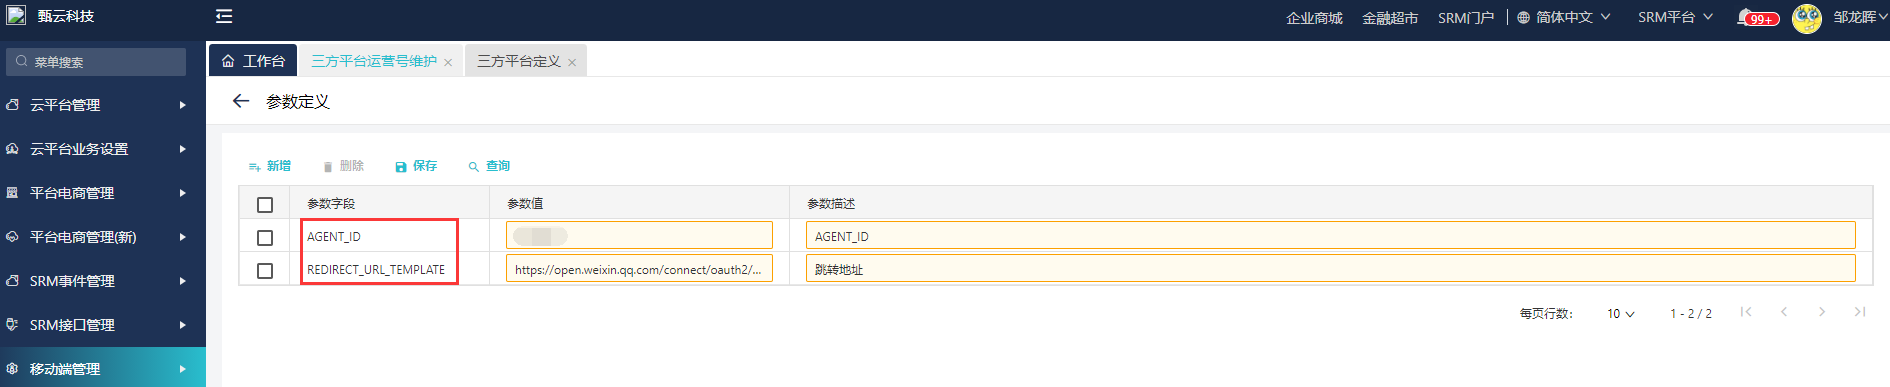 甄云科技
企业商城 金融超市 SRM门户 简体中文 SRM平台 99+ 邹龙晖
菜单搜索
工作台 三方平台运营号维护 三方平台定义
云平台管理
参数定义
云平台业务设置
新增 删除 保存 查询
平台电商管理
参数字段 参数值 参数描述
平台电商管理(新)
AGENT_ID AGENT_ID
REDIRECT_URL_TEMPLATE https://open.weixin.qq.com/connect/oauth2/... 跳转地址
SRM事件管理
SRM接口管理
每页行数: 10 1 - 2 / 2
移动端管理